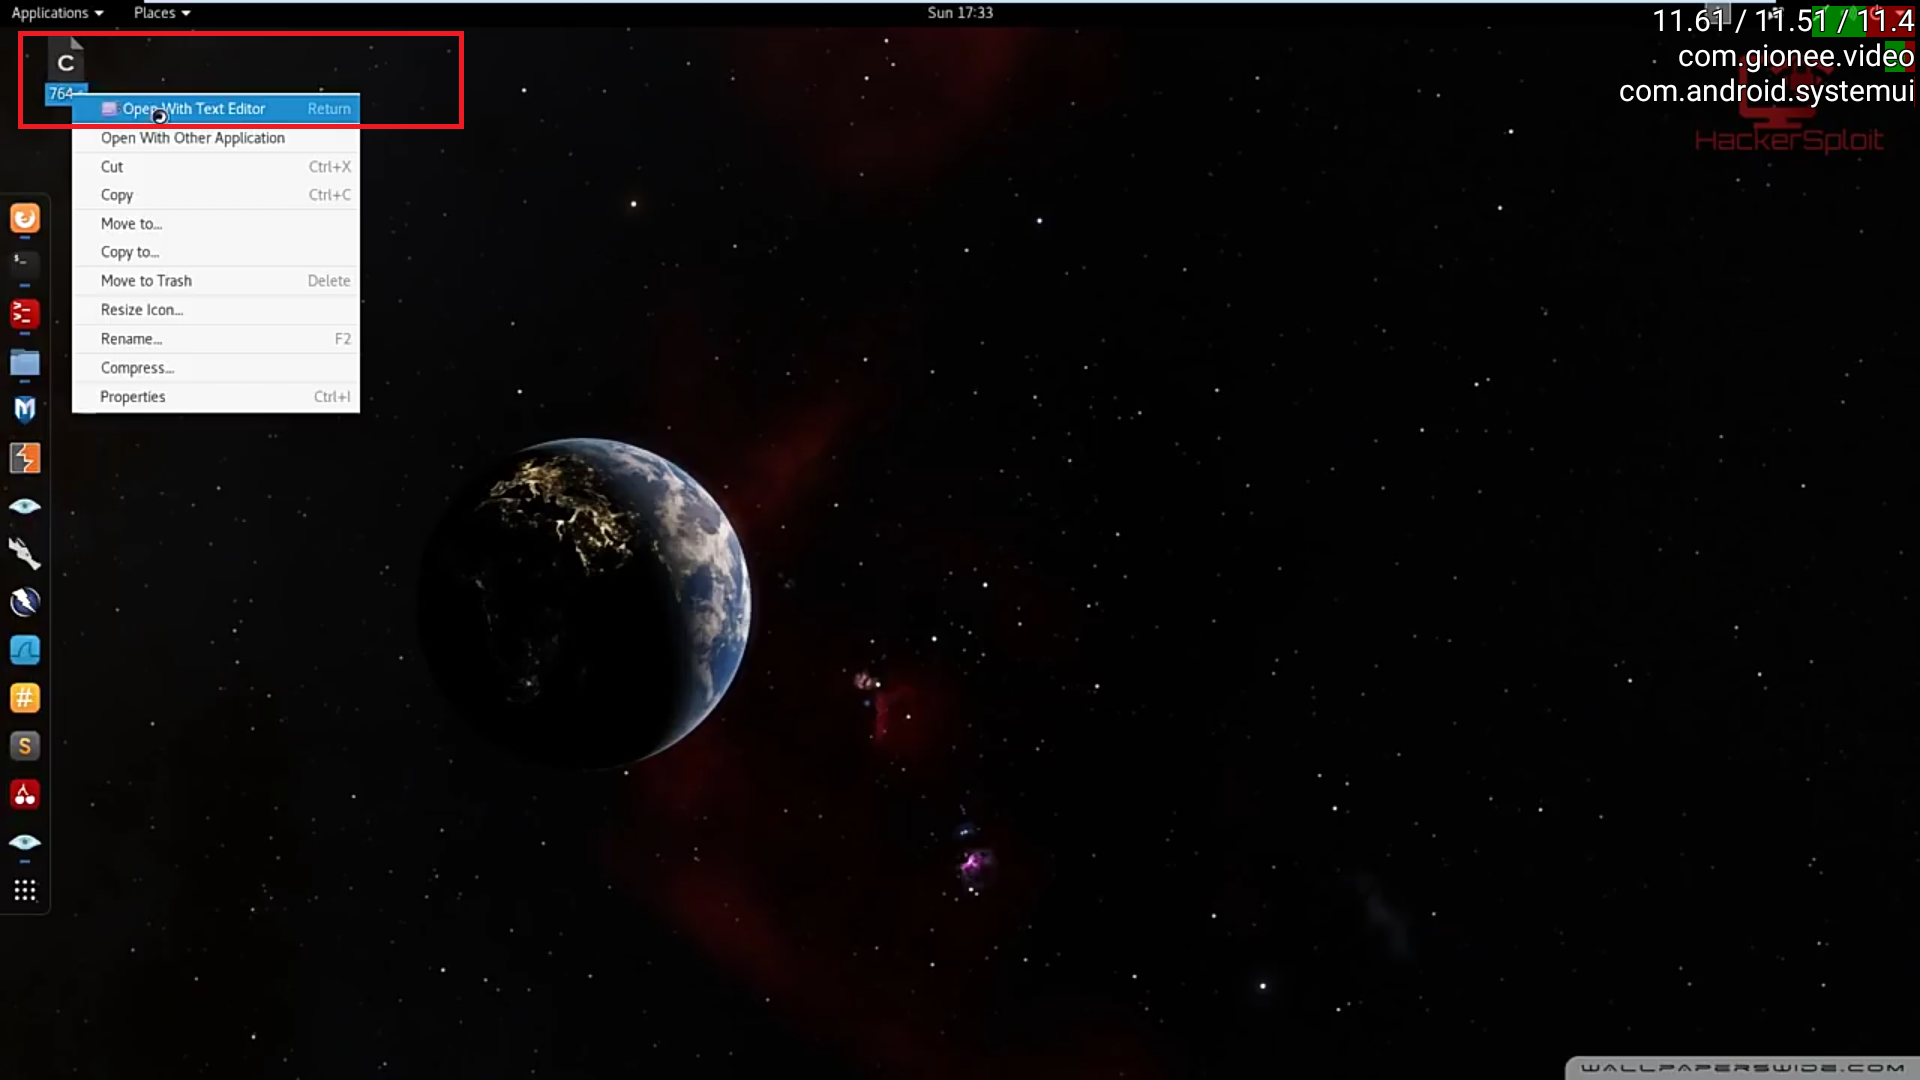 Applications Places Sun 17:33
11.61 / 11.51 / 11.4
com.gionee.video
com.android.systemui
HackerSploit
C
764
Open With Text Editor Return
Open With Other Application
Cut Ctrl+X
Copy Ctrl+C
Move to...
Copy to...
Move to Trash Delete
Resize Icon...
Rename... F2
Compress...
Properties Ctrl+I
$_
#
S
WALLPAPERSWIDE.COM